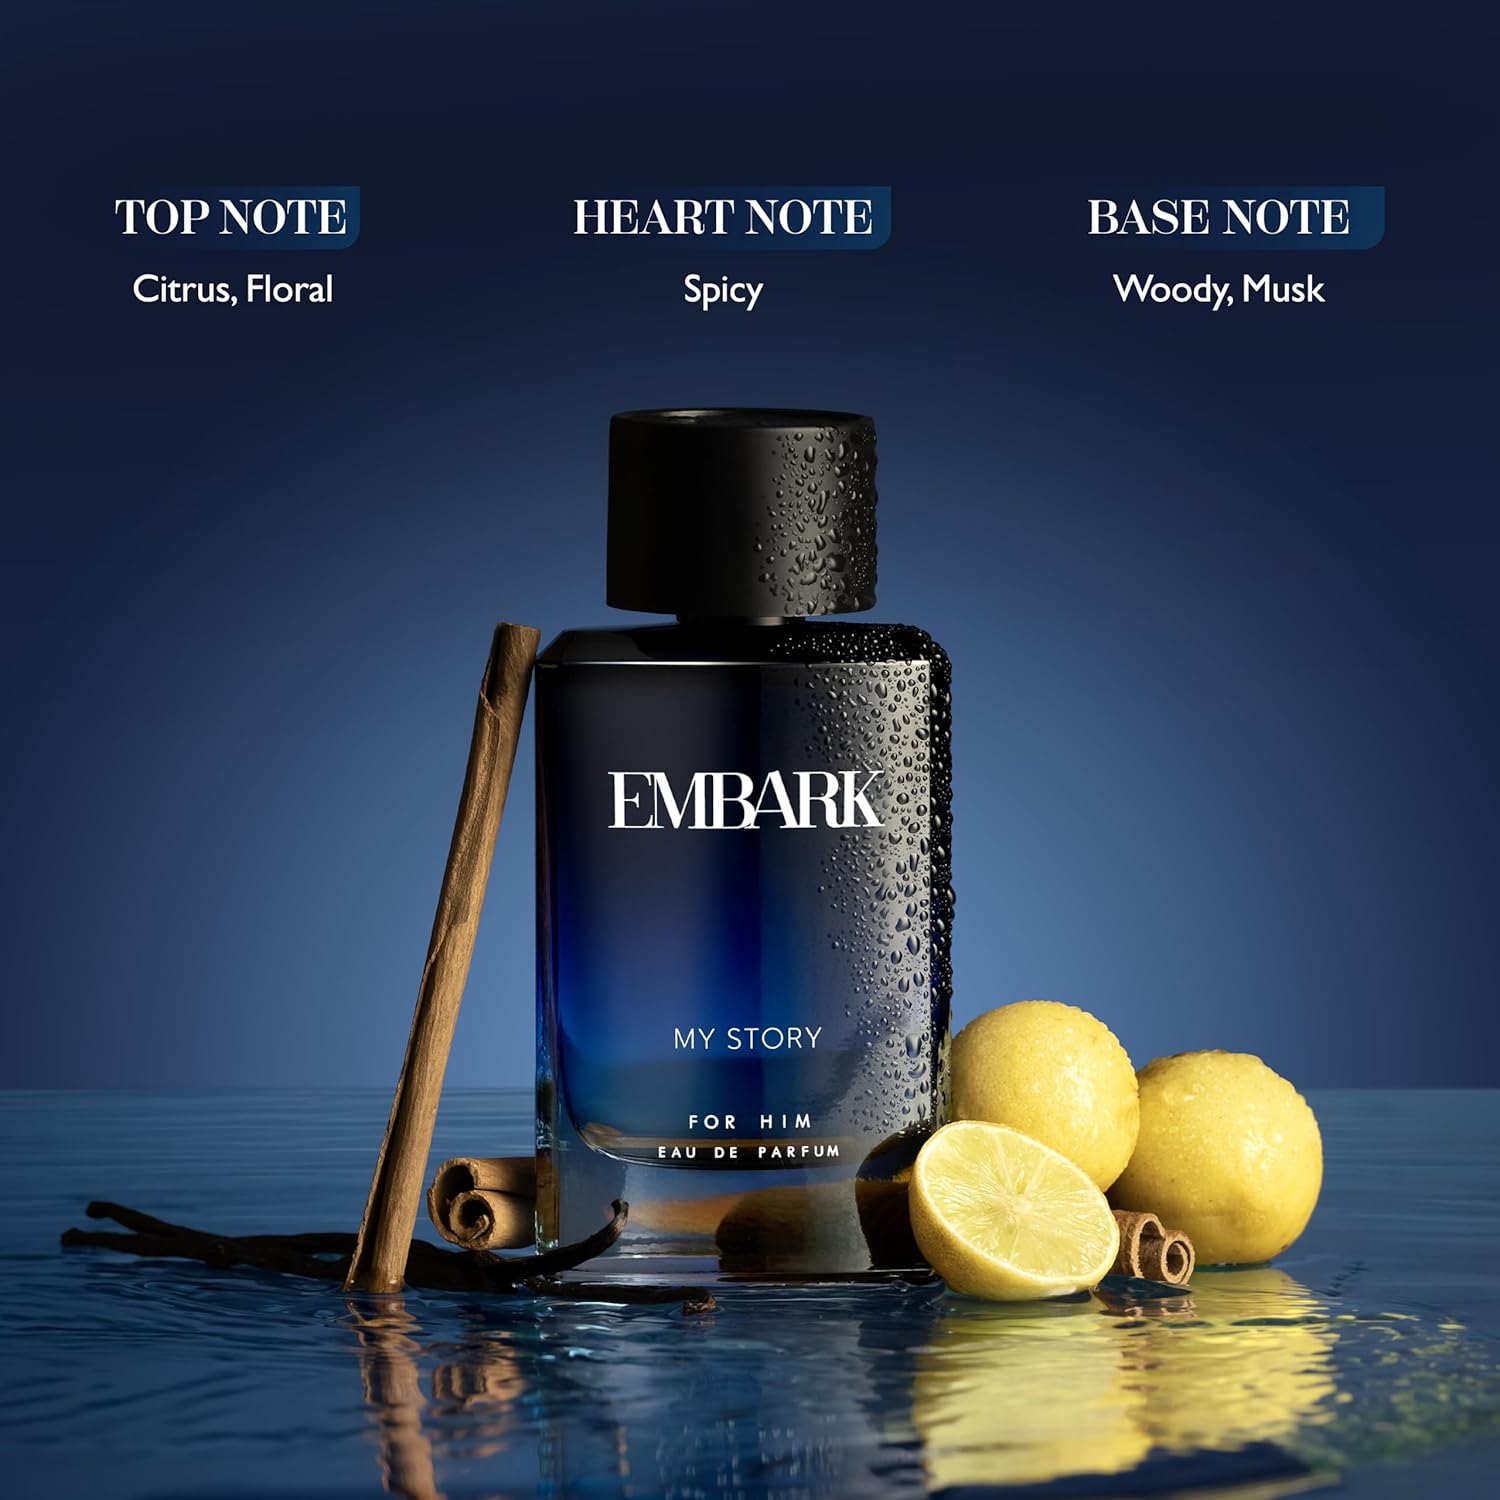 TOP NOTE
Citrus, Floral
HEART NOTE
Spicy
BASE NOTE
Woody, Musk
EMBARK
MY STORY
FOR HIM
EAU DE PARFUM